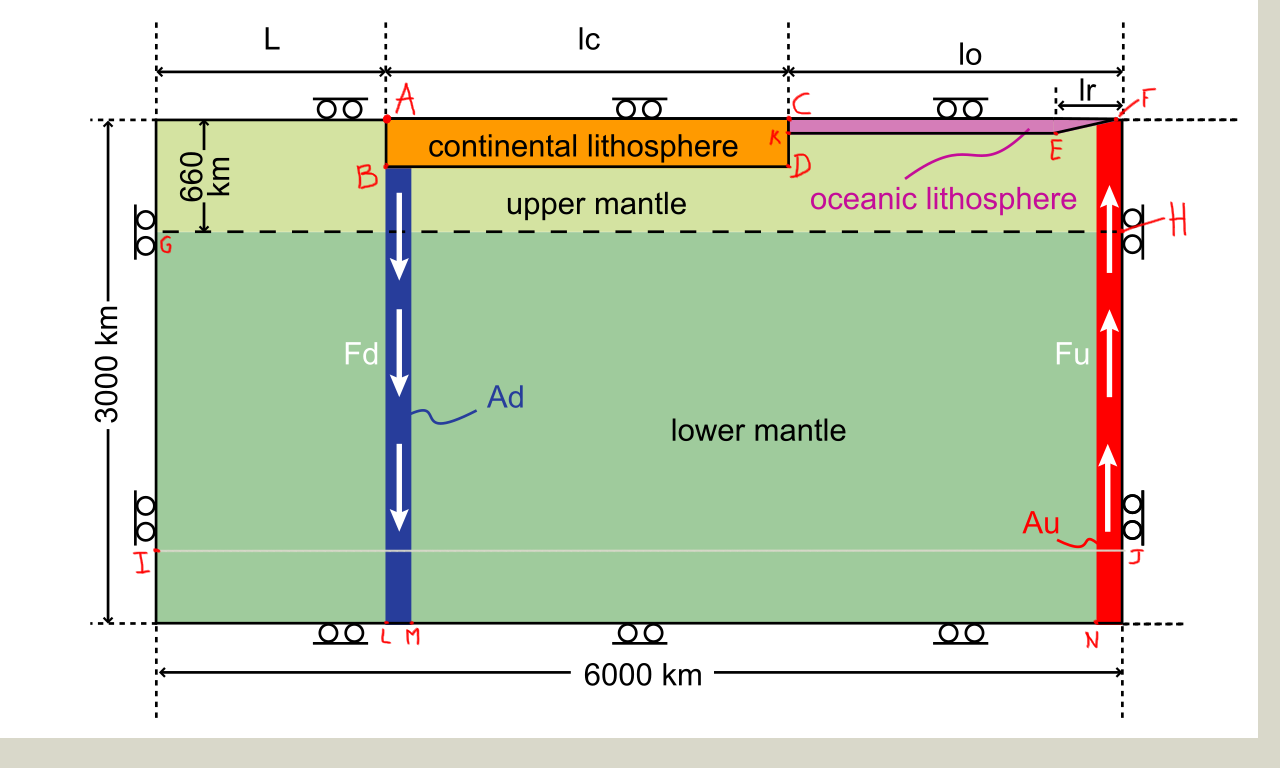 L
lc
lo
lr
A
C
F
continental lithosphere
K
E
660
km
B
D
upper mantle
oceanic lithosphere
G
H
3000 km
Fd
Fu
Ad
lower mantle
Au
I
J
L
M
N
6000 km